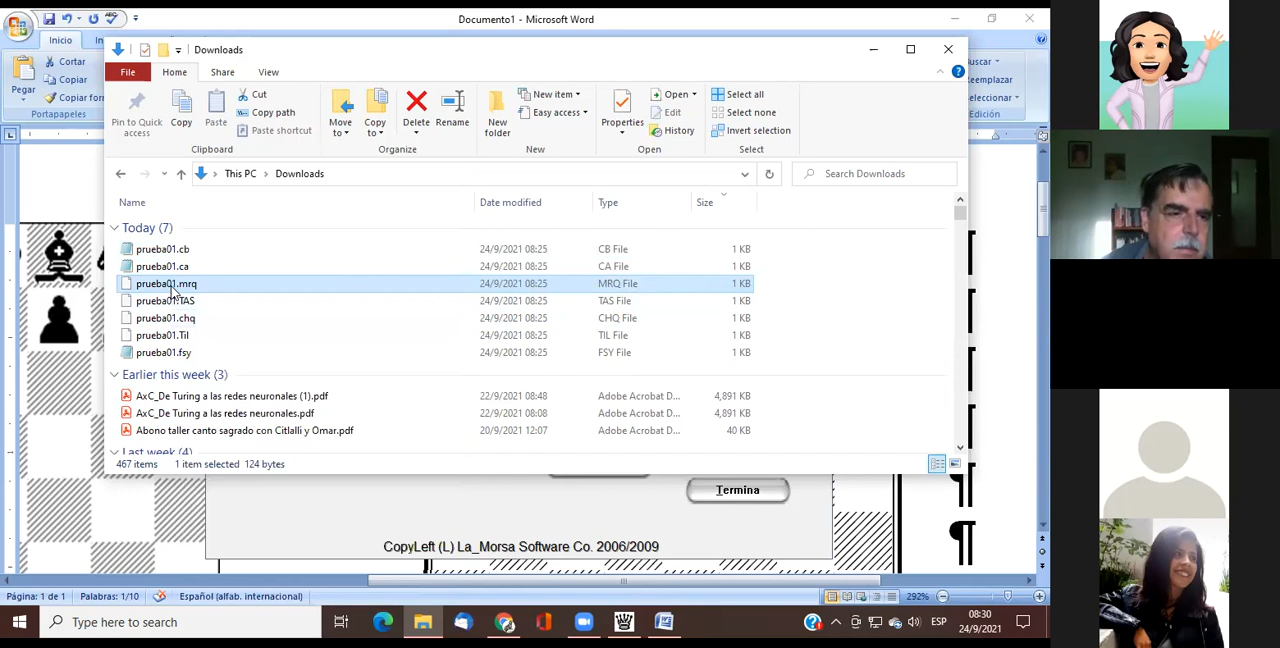 Documento1 - Microsoft Word
Inicio
In
Downloads
File
Home
Share
View
Cortar
Copiar
Copiar for
Pegar
Portapapeles
Pin to Quick access
Copy
Paste
Cut
Copy path
Paste shortcut
Clipboard
Move to
Copy to
Delete
Rename
Organize
New folder
New item
Easy access
New
Properties
Open
Edit
History
Open
Select all
Select none
Invert selection
Select
uscar
eemplazar
eleccionar
Edición
This PC > Downloads
Search Downloads
Name
Date modified
Type
Size
Today (7)
prueba01.cb 24/9/2021 08:25 CB File 1 KB
prueba01.ca 24/9/2021 08:25 CA File 1 KB
prueba01.mrq 24/9/2021 08:25 MRQ File 1 KB
prueba01.TAS 24/9/2021 08:25 TAS File 1 KB
prueba01.chq 24/9/2021 08:25 CHQ File 1 KB
prueba01.Til 24/9/2021 08:25 TIL File 1 KB
prueba01.fsy 24/9/2021 08:25 FSY File 1 KB
Earlier this week (3)
AxC_De Turing a las redes neuronales (1).pdf 22/9/2021 08:48 Adobe Acrobat D... 4,891 KB
AxC_De Turing a las redes neuronales.pdf 22/9/2021 08:08 Adobe Acrobat D... 4,891 KB
Abono taller canto sagrado con Citlalli y Omar.pdf 20/9/2021 12:07 Adobe Acrobat D... 40 KB
Last week (4)
467 items 1 item selected 124 bytes
Termina
CopyLeft (L) La_Morsa Software Co. 2006/2009
Página: 1 de 1
Palabras: 1/10
Español (alfab. internacional)
292%
Type here to search
ESP
08:30
24/9/2021